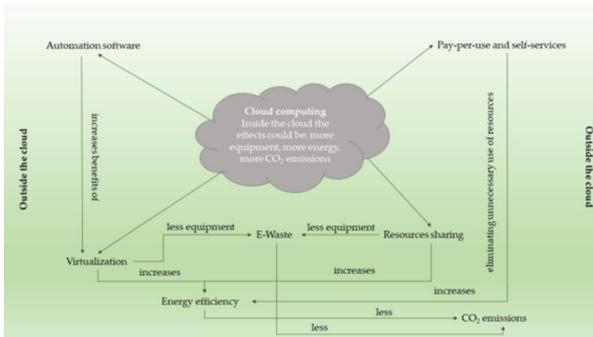 Automation software
Pay-per-use and self-services
Cloud computing
Inside the cloud the
effects could be: more
equipment, more energy,
more CO₂ emissions
Outside the cloud
increases benefits of
eliminating unnecessary use of resources
Outside the cloud
less equipment
E-Waste
less equipment
Resources sharing
Virtualization
increases
increases
increases
Energy efficiency
less
CO₂ emissions
less